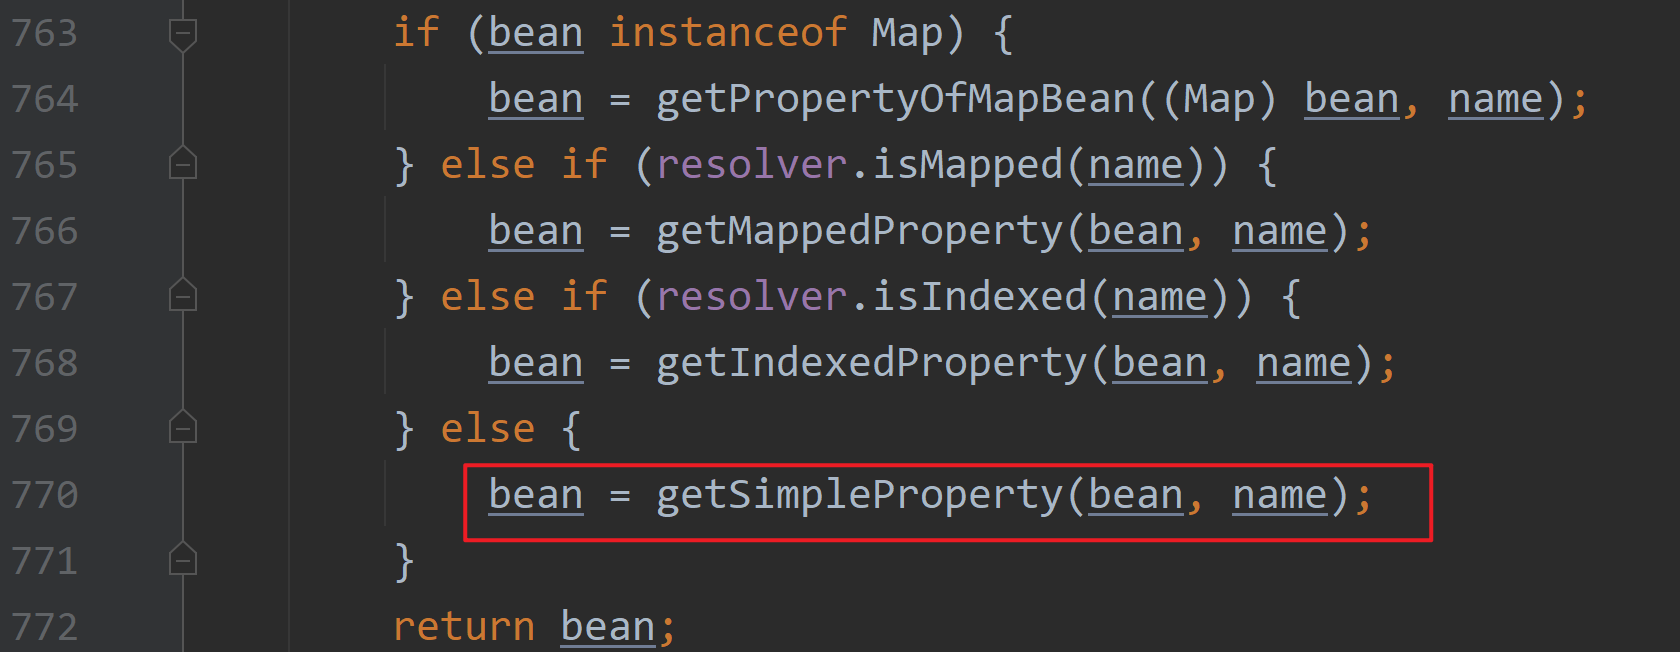 763 if (bean instanceof Map) {
764 bean = getPropertyOfMapBean((Map) bean, name);
765 } else if (resolver.isMapped(name)) {
766 bean = getMappedProperty(bean, name);
767 } else if (resolver.isIndexed(name)) {
768 bean = getIndexedProperty(bean, name);
769 } else {
770 bean = getSimpleProperty(bean, name);
771 }
772 return bean;